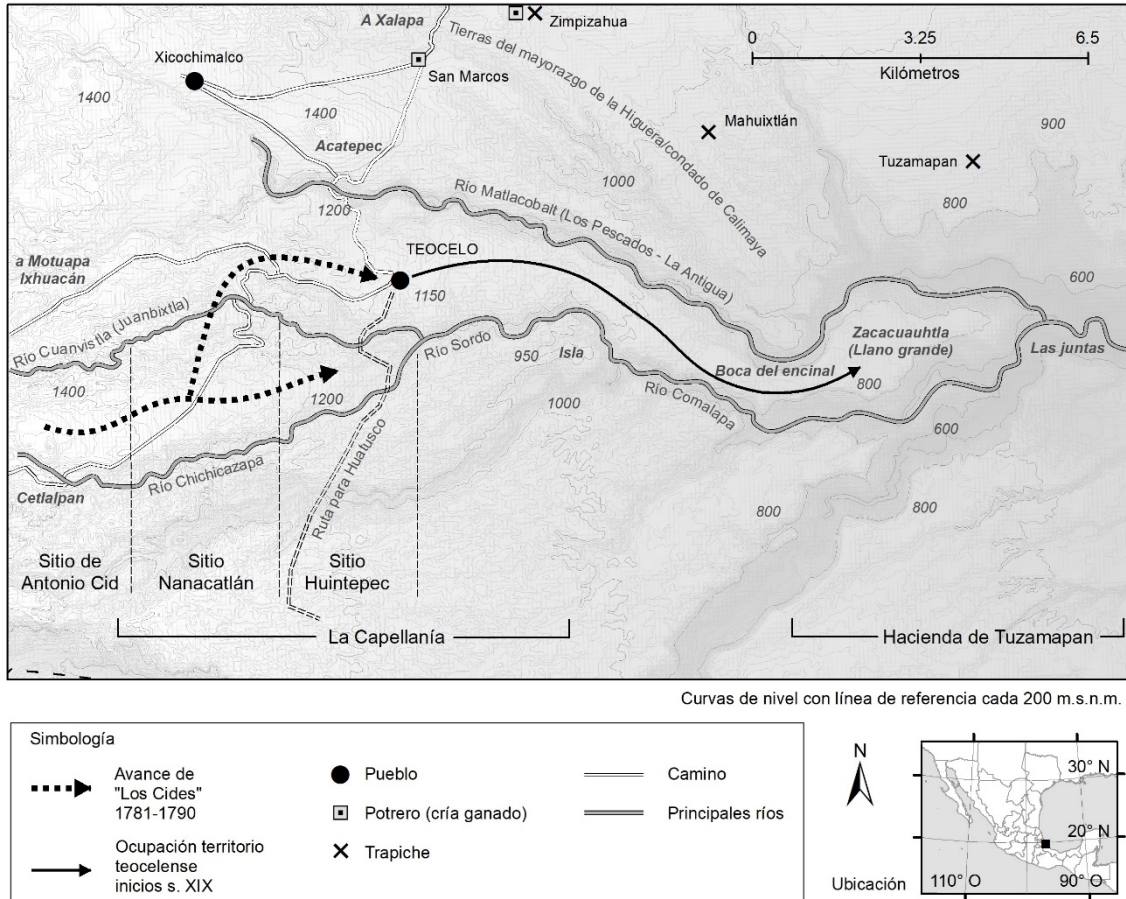 A Xalapa
Zimpizahua
Xicochimalco
San Marcos
Tierras del mayorazgo de la Higuera/condado de Calimaya
0 3.25 6.5
Kilómetros
1400
1400
Acatepec
Mahuixtlán
900
Tuzamapan
1000
800
1200
Río Matlacobalt (Los Pescados - La Antigua)
a Motuapa
Ixhuacán
TEOCELO
1150
600
Río Cuanvistla (Juanbixtla)
Río Sordo
950
Isla
Boca del encinal
Zacacuauhtla
(Llano grande)
800
Las juntas
1400
1200
1000
Río Comalapa
600
Cetlalpan
Río Chichicazapa
Ruta para Huatusco
800
800
Sitio de
Antonio Cid
Sitio
Nanacatlán
Sitio
Huintepec
La Capellanía
Hacienda de Tuzamapan
Curvas de nivel con línea de referencia cada 200 m.s.n.m.
Simbología
Avance de
"Los Cides"
1781-1790
Ocupación territorio
teocelense
inicios s. XIX
Pueblo
Potrero (cría ganado)
Trapiche
Camino
Principales ríos
N
Ubicación
30° N
20° N
110° O
90° O